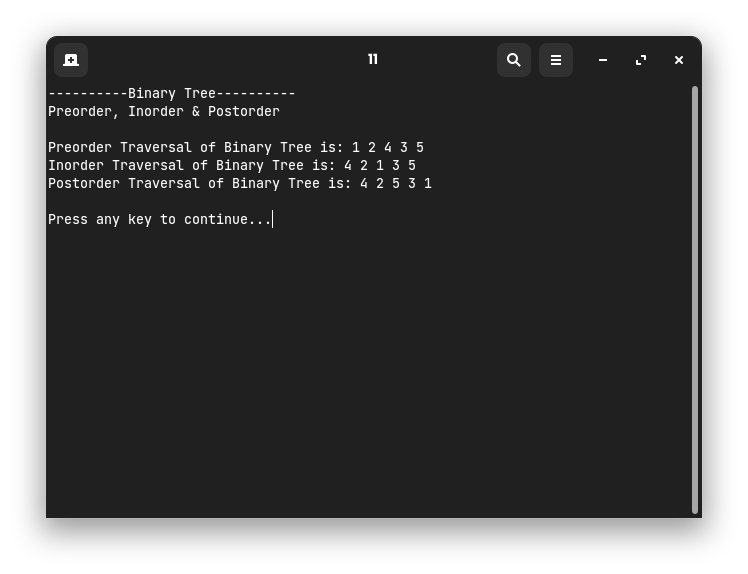 11
----------Binary Tree----------
Preorder, Inorder & Postorder
Preorder Traversal of Binary Tree is: 1 2 4 3 5
Inorder Traversal of Binary Tree is: 4 2 1 3 5
Postorder Traversal of Binary Tree is: 4 2 5 3 1
Press any key to continue...